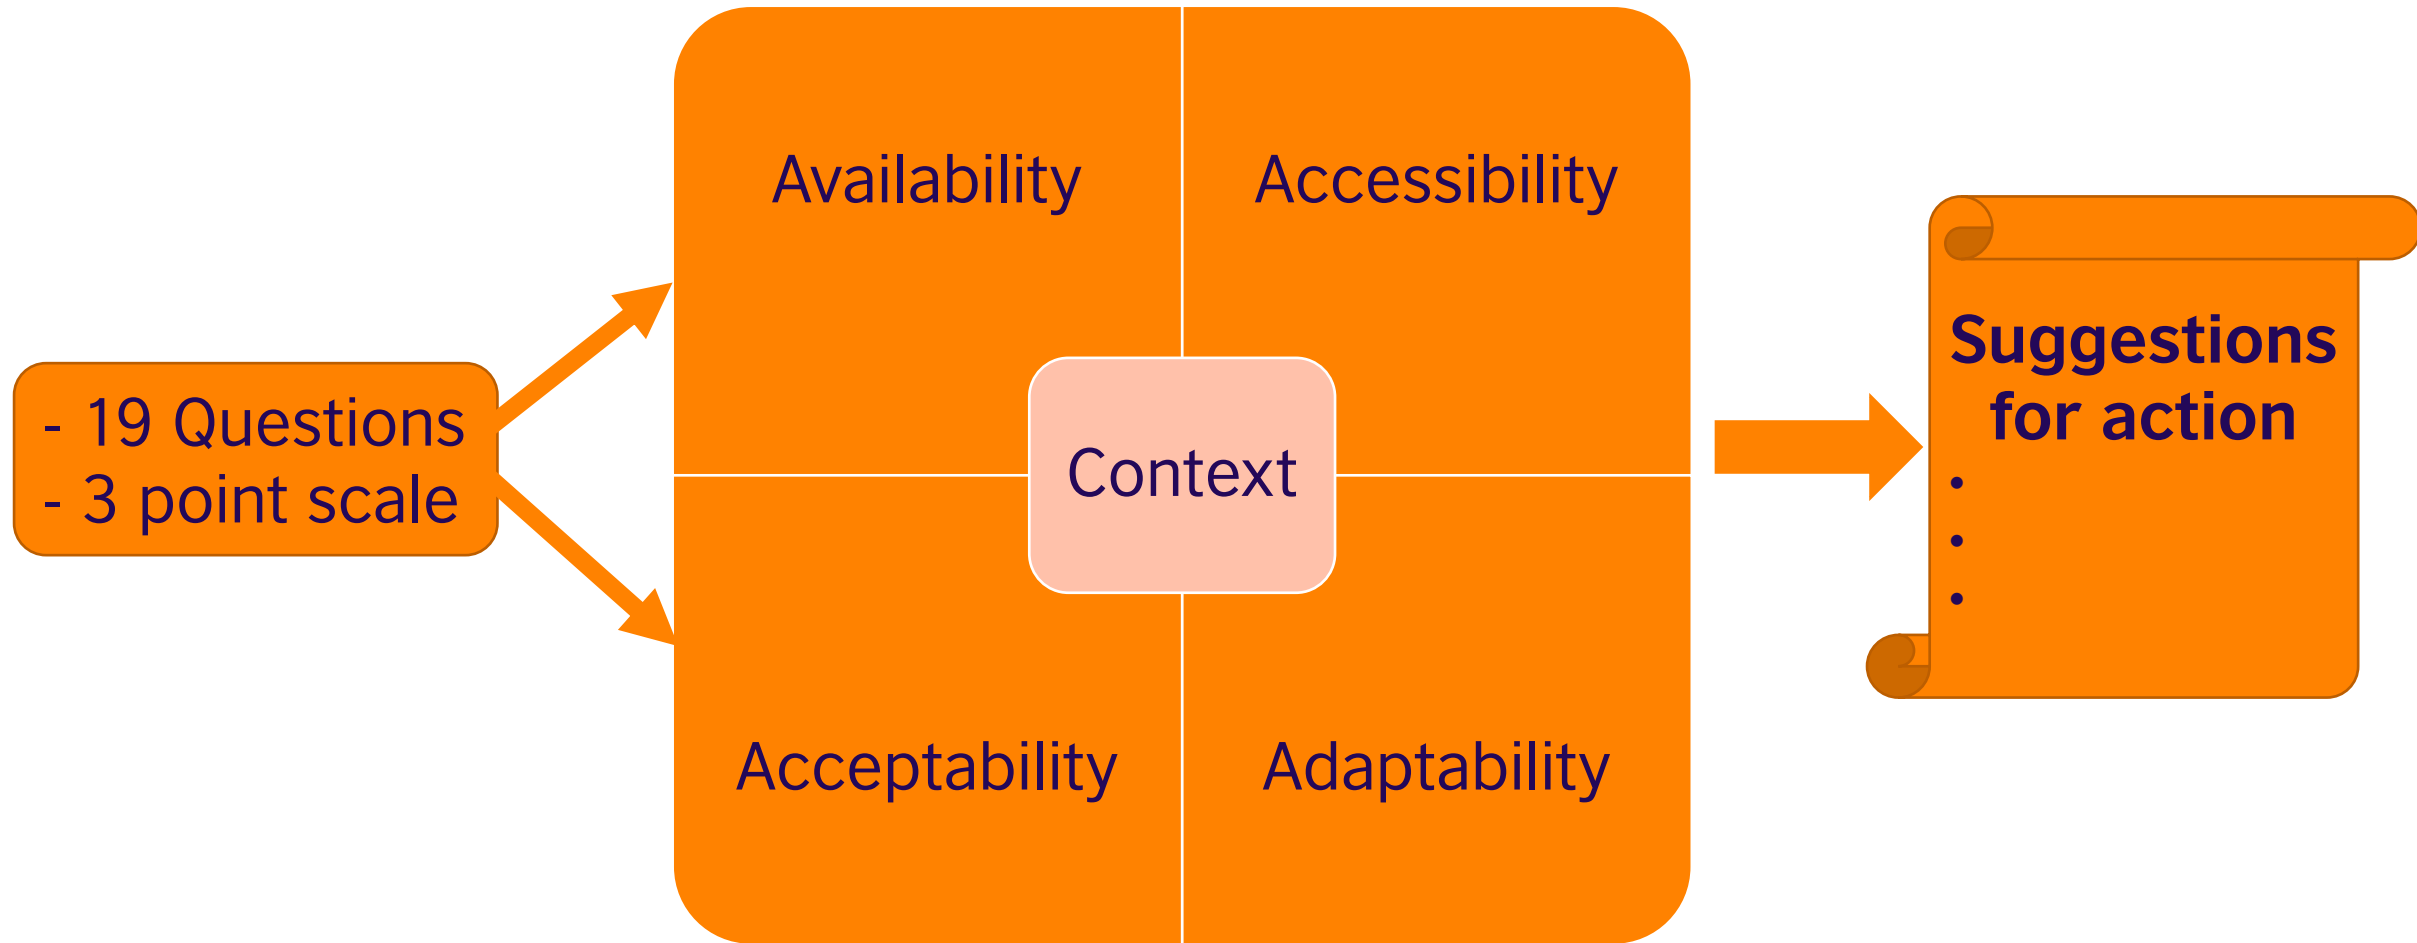 - 19 Questions
- 3 point scale
Availability
Accessibility
Context
Acceptability
Adaptability
Suggestions
for action
•
•
•